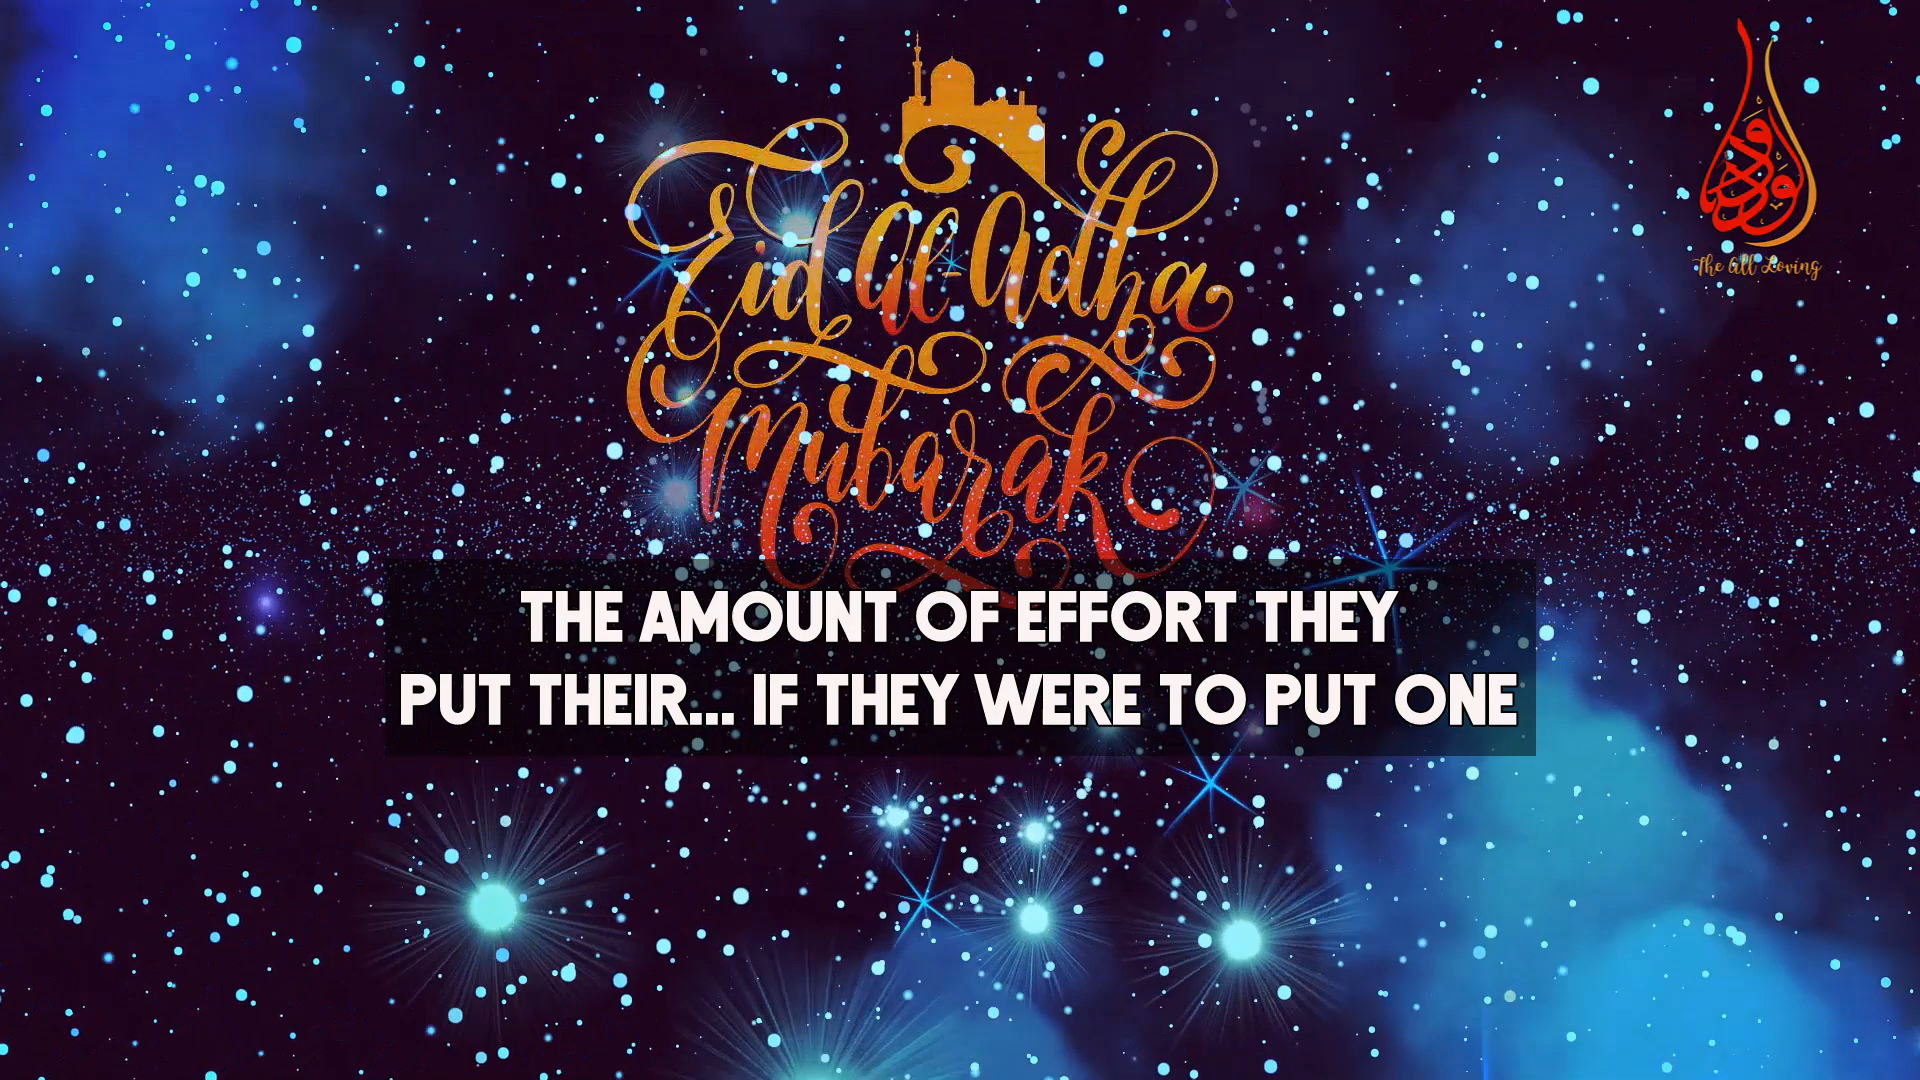 Eid al-Adha
Mubarak
ودود
The All Loving
THE AMOUNT OF EFFORT THEY
PUT THEIR... IF THEY WERE TO PUT ONE